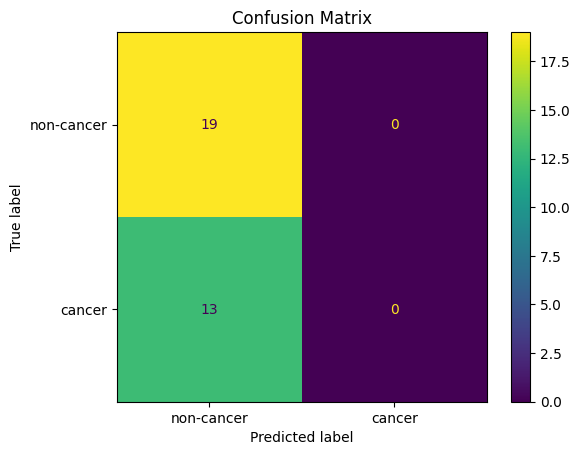 Confusion Matrix
True label
non-cancer
19
0
cancer
13
0
non-cancer
cancer
Predicted label
17.5
15.0
12.5
10.0
7.5
5.0
2.5
0.0